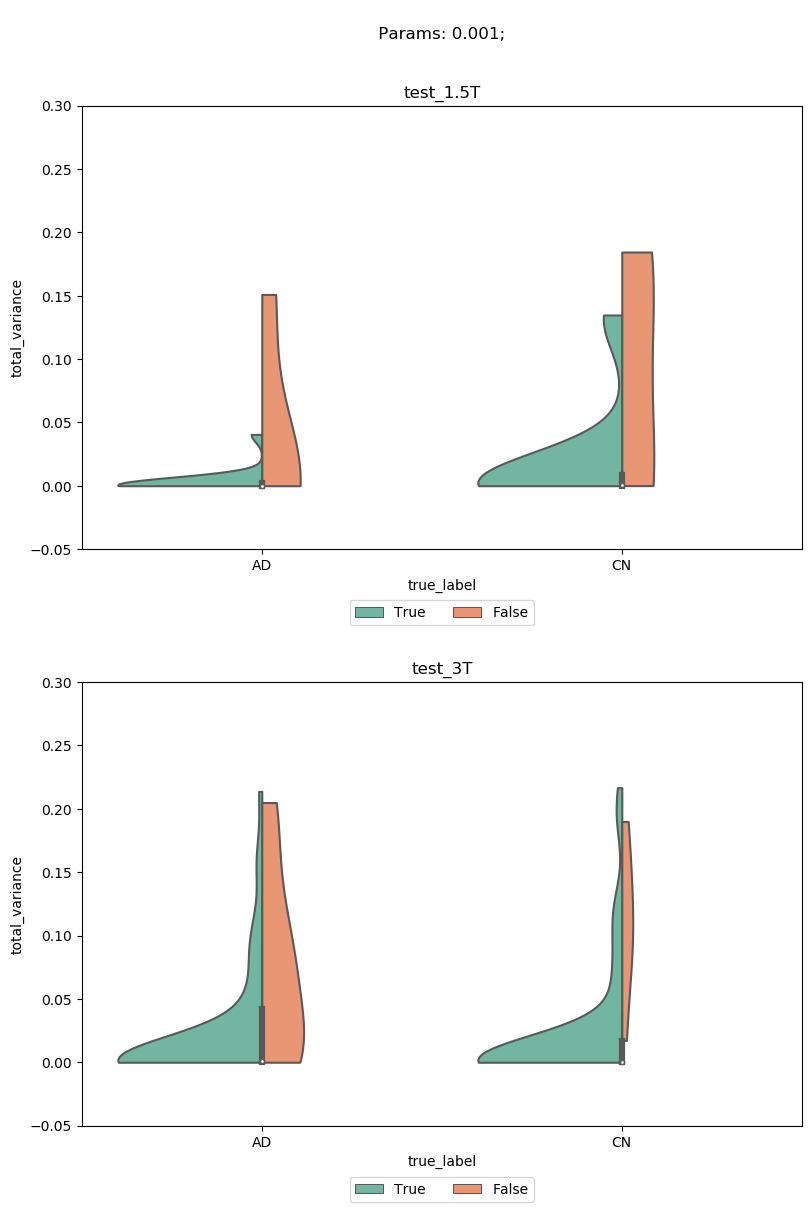 Params: 0.001;
test_1.5T
0.30
0.25
0.20
0.15
0.10
0.05
0.00
−0.05
total_variance
AD CN
true_label
True False
test_3T
0.30
0.25
0.20
0.15
0.10
0.05
0.00
−0.05
total_variance
AD CN
true_label
True False